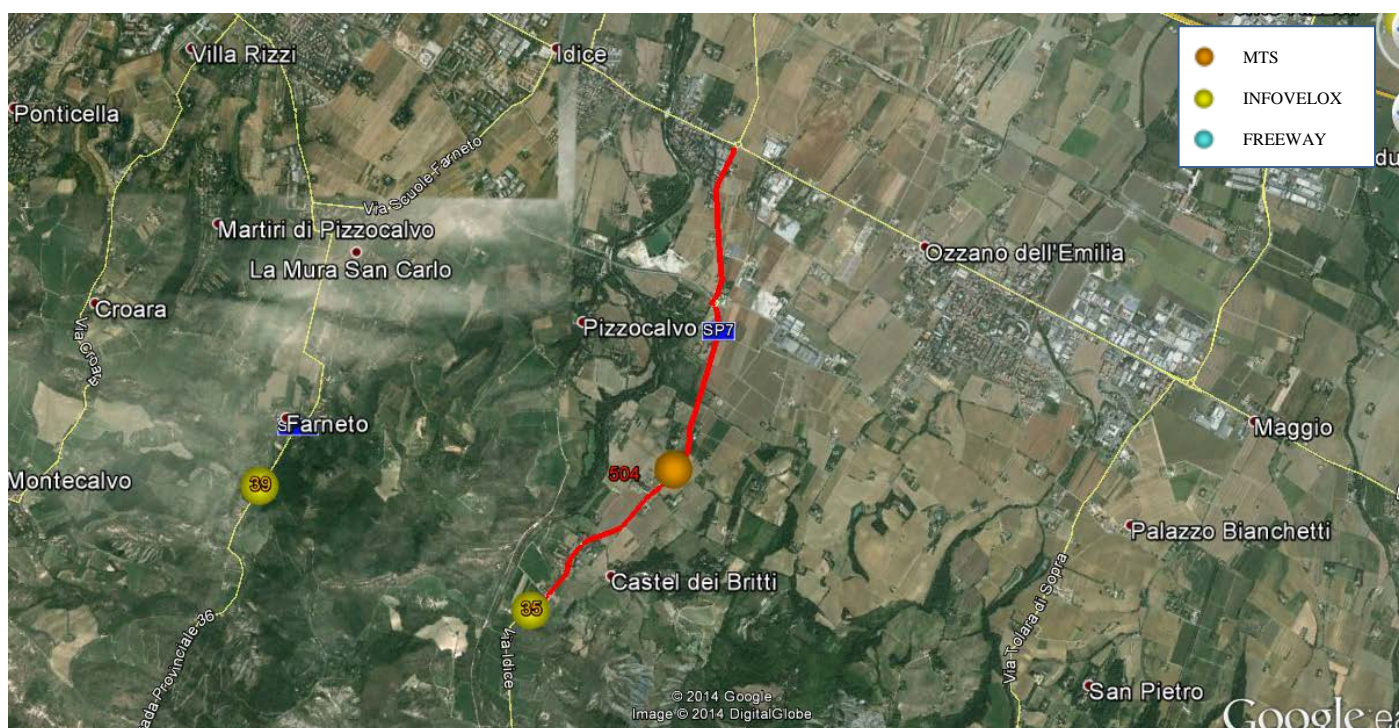 Villa Rizzi
Idice
Ponticella
MTS
INFOVELOX
FREEWAY
Via Scuole Farneto
Martiri di Pizzocalvo
La Mura San Carlo
Ozzano dell'Emilia
Croara
Via Croara
Pizzocalvo
SP7
Farneto
Maggio
Montecalvo
39
504
Palazzo Bianchetti
Castel dei Britti
35
Via Idice
Via Tolara di Sopra
ada Provinciale 36
San Pietro
© 2014 Google
Image © 2014 DigitalGlobe
Google e